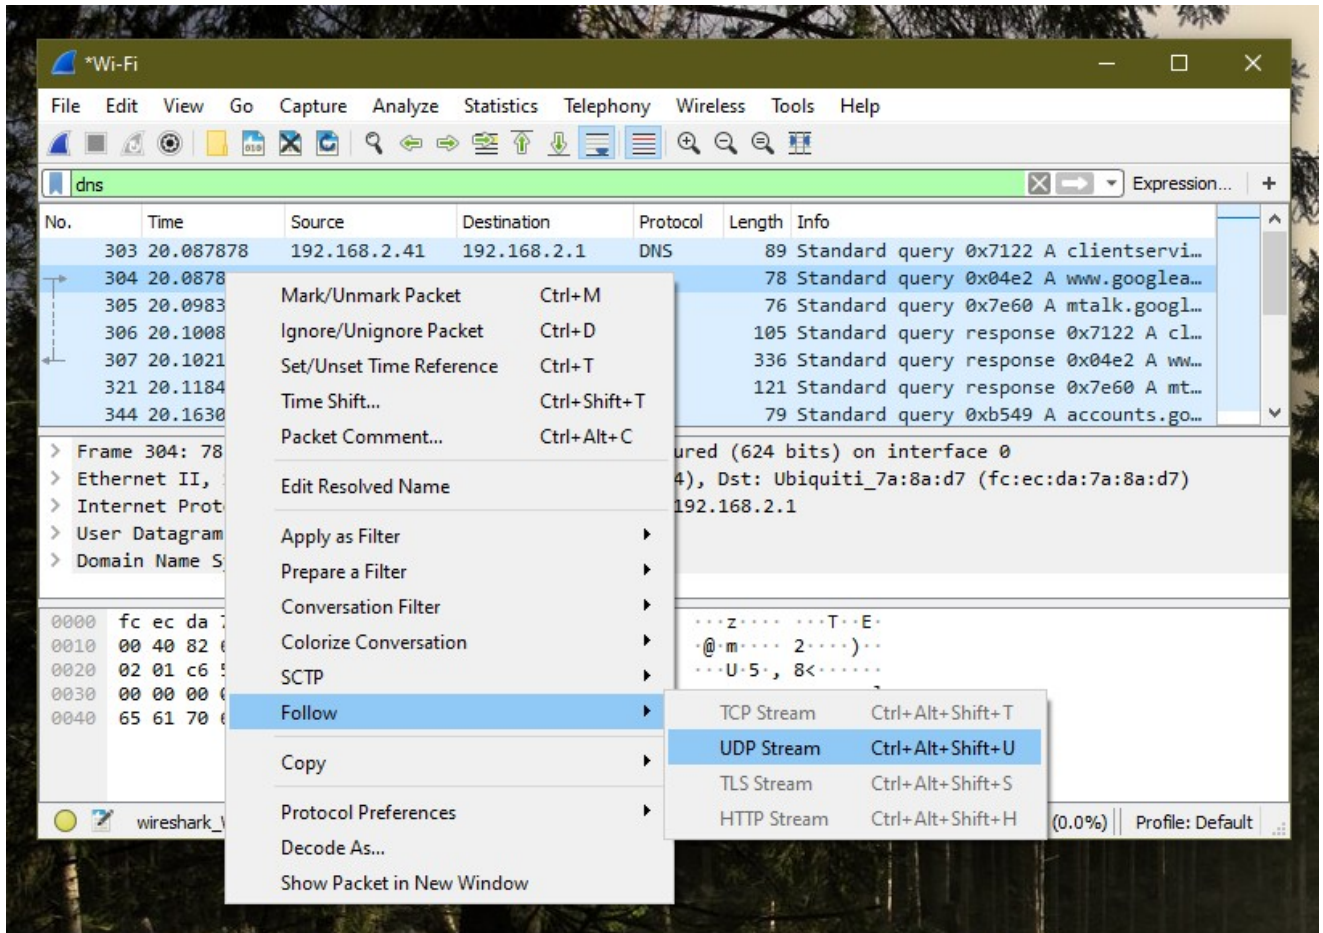 *Wi-Fi
File Edit View Go Capture Analyze Statistics Telephony Wireless Tools Help
dns
Expression... +
No. Time Source Destination Protocol Length Info
303 20.087878 192.168.2.41 192.168.2.1 DNS 89 Standard query 0x7122 A clientservi…
304 20.0878 78 Standard query 0x04e2 A www.googlea…
305 20.0983 76 Standard query 0x7e60 A mtalk.googl…
306 20.1008 105 Standard query response 0x7122 A cl…
307 20.1021 336 Standard query response 0x04e2 A ww…
321 20.1184 121 Standard query response 0x7e60 A mt…
344 20.1630 79 Standard query 0xb549 A accounts.go…
Mark/Unmark Packet Ctrl+M
Ignore/Unignore Packet Ctrl+D
Set/Unset Time Reference Ctrl+T
Time Shift... Ctrl+Shift+T
Packet Comment... Ctrl+Alt+C
Edit Resolved Name
Apply as Filter
Prepare a Filter
Conversation Filter
Colorize Conversation
SCTP
Follow
Copy
Protocol Preferences
Decode As...
Show Packet in New Window
TCP Stream Ctrl+Alt+Shift+T
UDP Stream Ctrl+Alt+Shift+U
TLS Stream Ctrl+Alt+Shift+S
HTTP Stream Ctrl+Alt+Shift+H
Frame 304: 78 ured (624 bits) on interface 0
Ethernet II, 4), Dst: Ubiquiti_7a:8a:d7 (fc:ec:da:7a:8a:d7)
Internet Prot 192.168.2.1
User Datagram
Domain Name S
0000 fc ec da ···z···· ···T··E·
0010 00 40 82 ·@·m···· 2····)··
0020 02 01 c6 ···U·5·, 8<······
0030 00 00 00
0040 65 61 70
wireshark_ (0.0%) Profile: Default